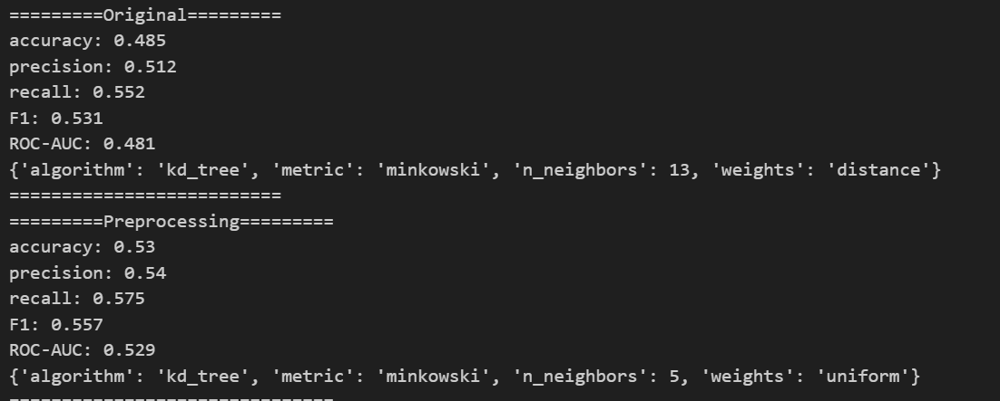 =========Original=========
accuracy: 0.485
precision: 0.512
recall: 0.552
F1: 0.531
ROC-AUC: 0.481
{'algorithm': 'kd_tree', 'metric': 'minkowski', 'n_neighbors': 13, 'weights': 'distance'}
==========================
=========Preprocessing=========
accuracy: 0.53
precision: 0.54
recall: 0.575
F1: 0.557
ROC-AUC: 0.529
{'algorithm': 'kd_tree', 'metric': 'minkowski', 'n_neighbors': 5, 'weights': 'uniform'}
===============================